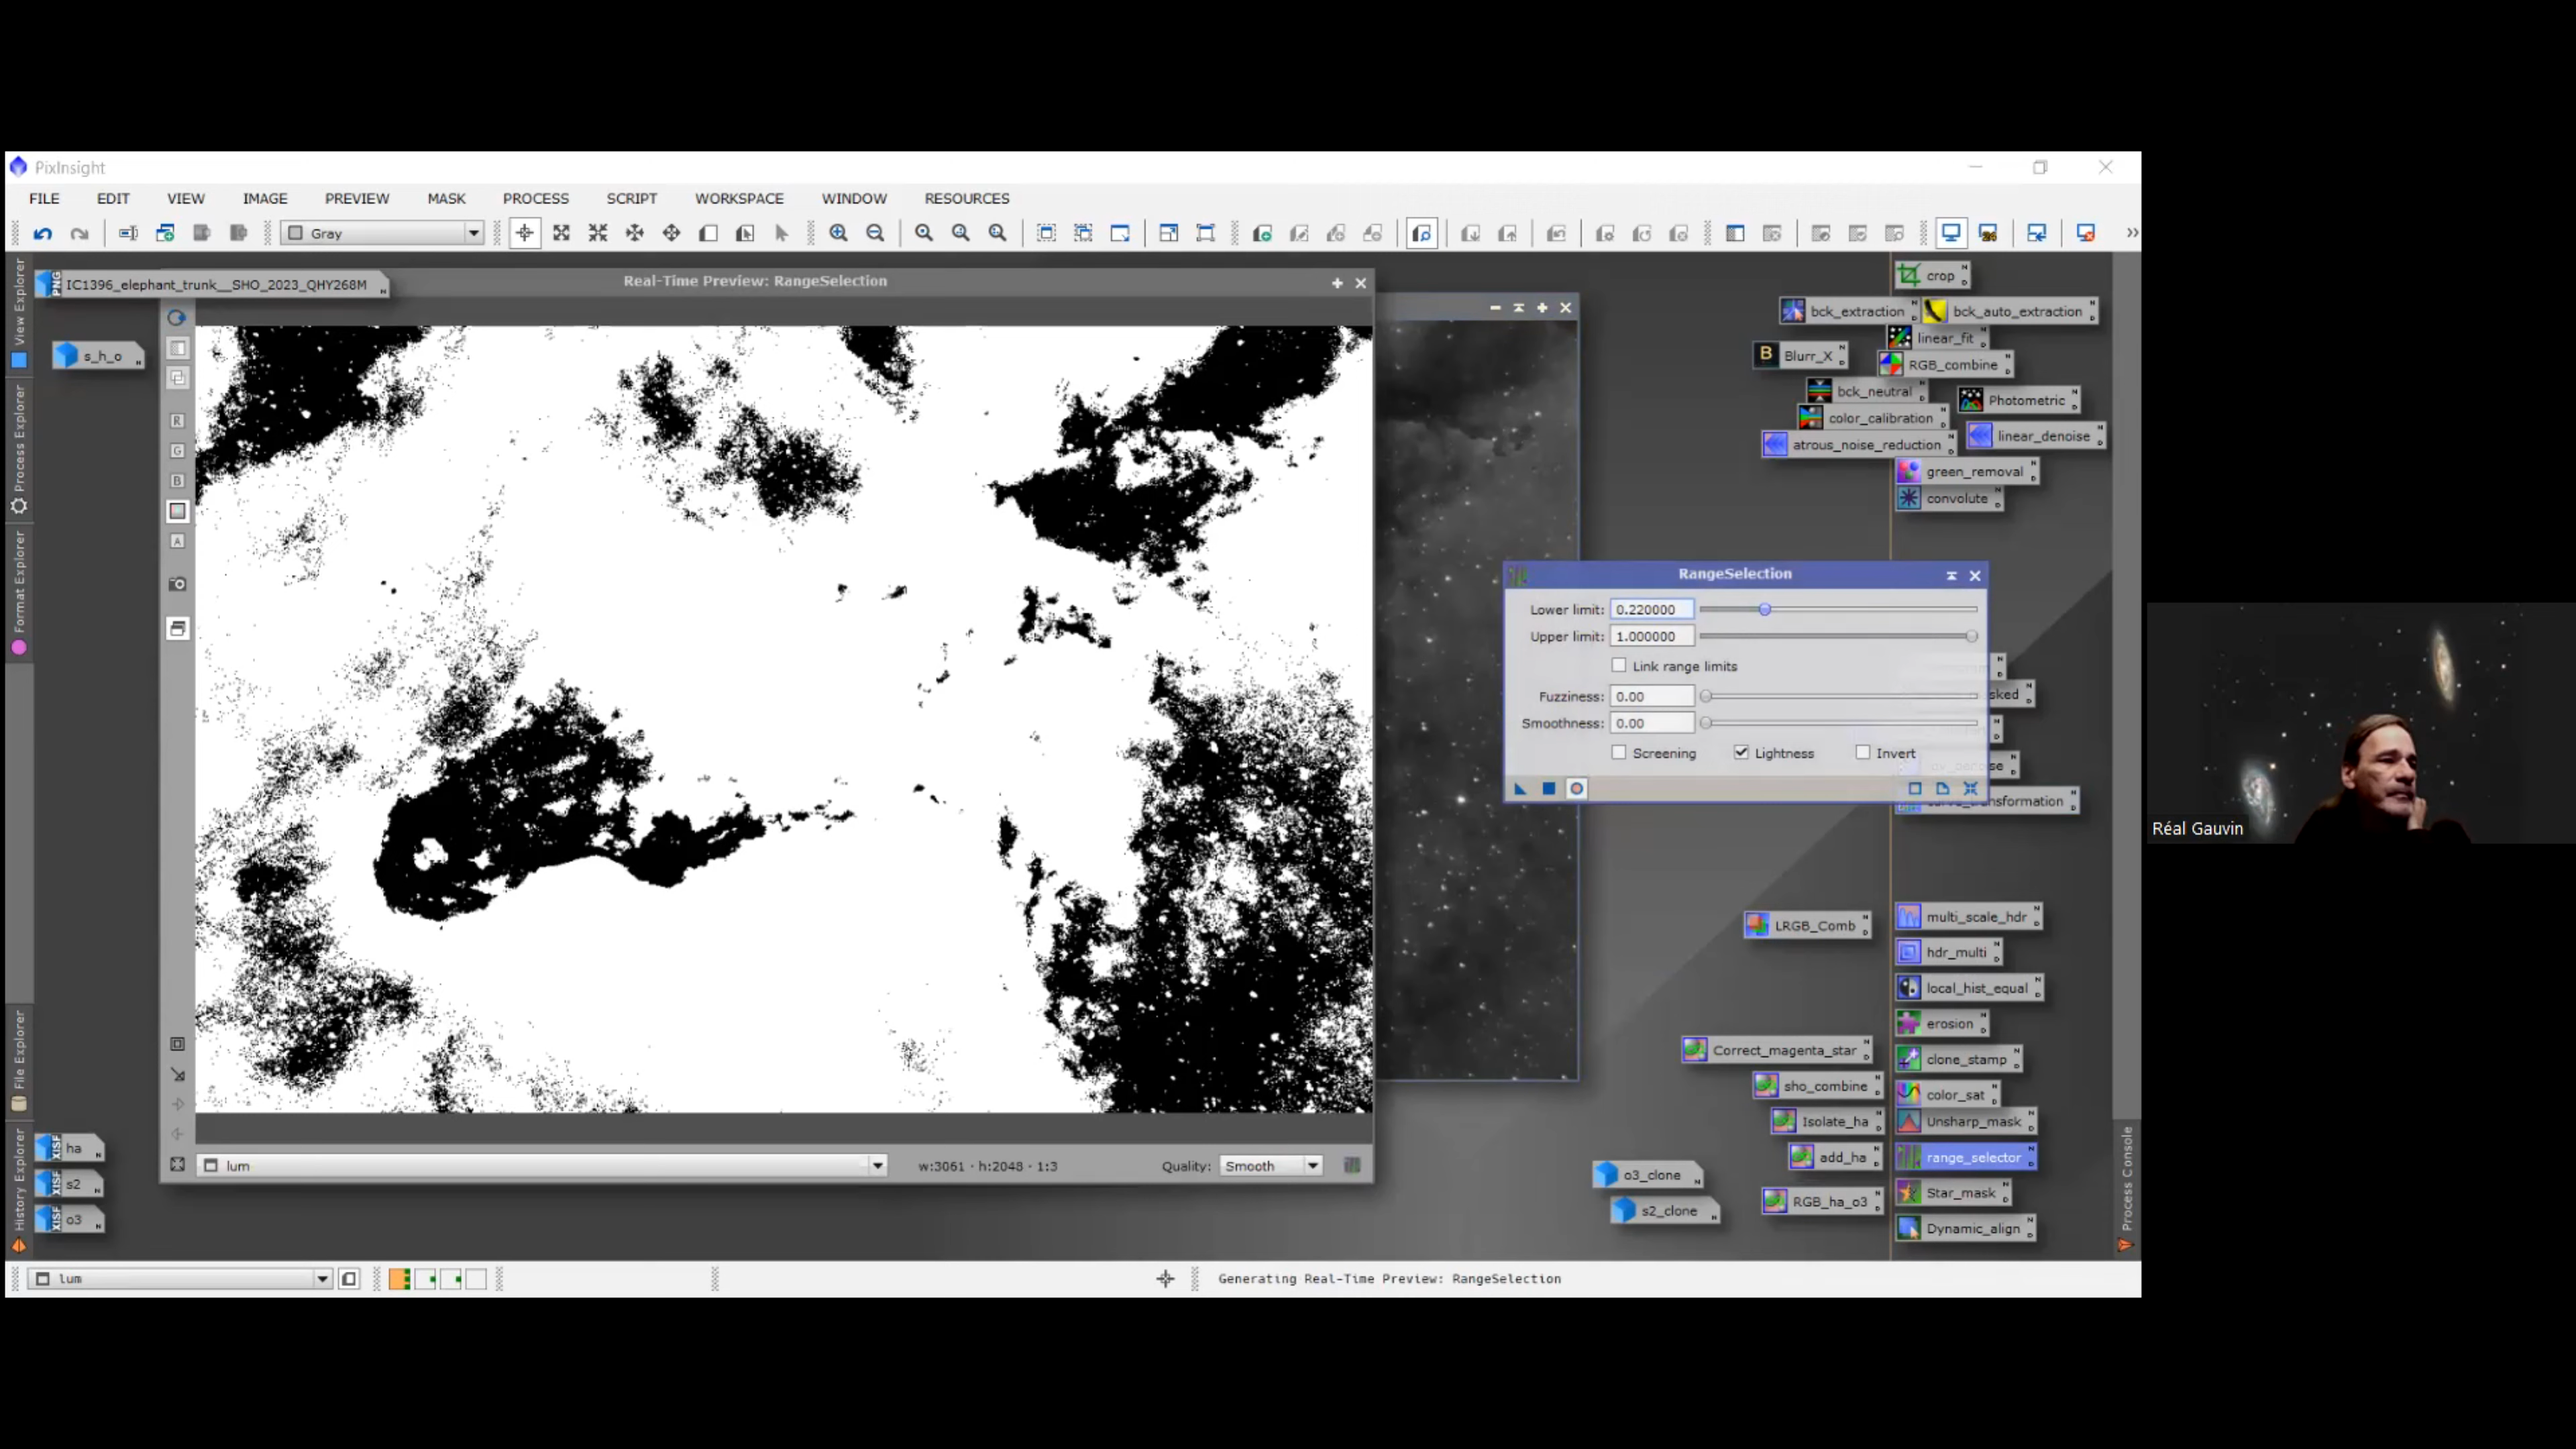 PixInsight
FILE EDIT VIEW IMAGE PREVIEW MASK PROCESS SCRIPT WORKSPACE WINDOW RESOURCES
Gray
View Explorer
Process Explorer
Format Explorer
File Explorer
History Explorer
PNG IC1396_elephant_trunk__SHO_2023_QHY268M
Real-Time Preview: RangeSelection
s_h_o
R
G
B
A
XISF ha
XISF s2
XISF o3
lum
w:3061 · h:2048 · 1:3
Quality: Smooth
crop
bck_extraction
bck_auto_extraction
linear_fit
B Blurr_X
RGB_combine
bck_neutral
Photometric
color_calibration
linear_denoise
atrous_noise_reduction
green_removal
convolute
RangeSelection
Lower limit: 0.220000
Upper limit: 1.000000
Link range limits
Fuzziness: 0.00
Smoothness: 0.00
Screening Lightness Invert
sked
LRGB_Comb
multi_scale_hdr
hdr_multi
local_hist_equal
erosion
Correct_magenta_star
clone_stamp
sho_combine
color_sat
Isolate_ha
Unsharp_mask
add_ha
range_selector
o3_clone
RGB_ha_o3
Star_mask
s2_clone
Dynamic_align
Process Console
lum
Generating Real-Time Preview: RangeSelection
Réal Gauvin